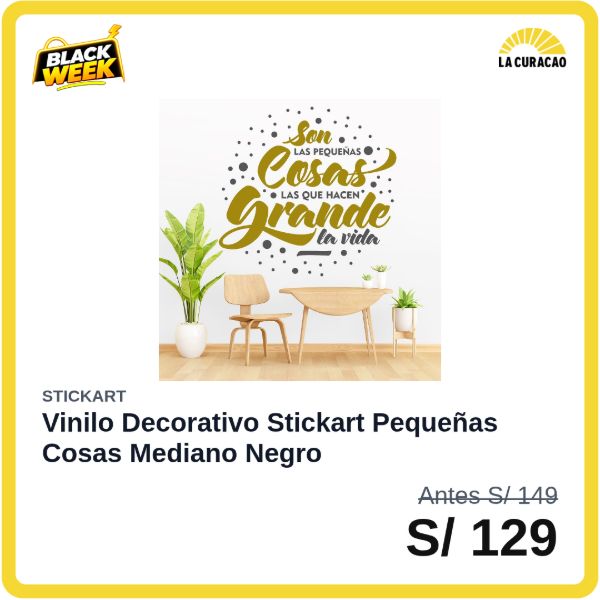 BLACK
WEEK
LA CURACAO
Son
LAS PEQUEÑAS
Cosas
LAS QUE HACEN
Grande
la vida
STICKART
Vinilo Decorativo Stickart Pequeñas
Cosas Mediano Negro
Antes S/ 149
S/ 129